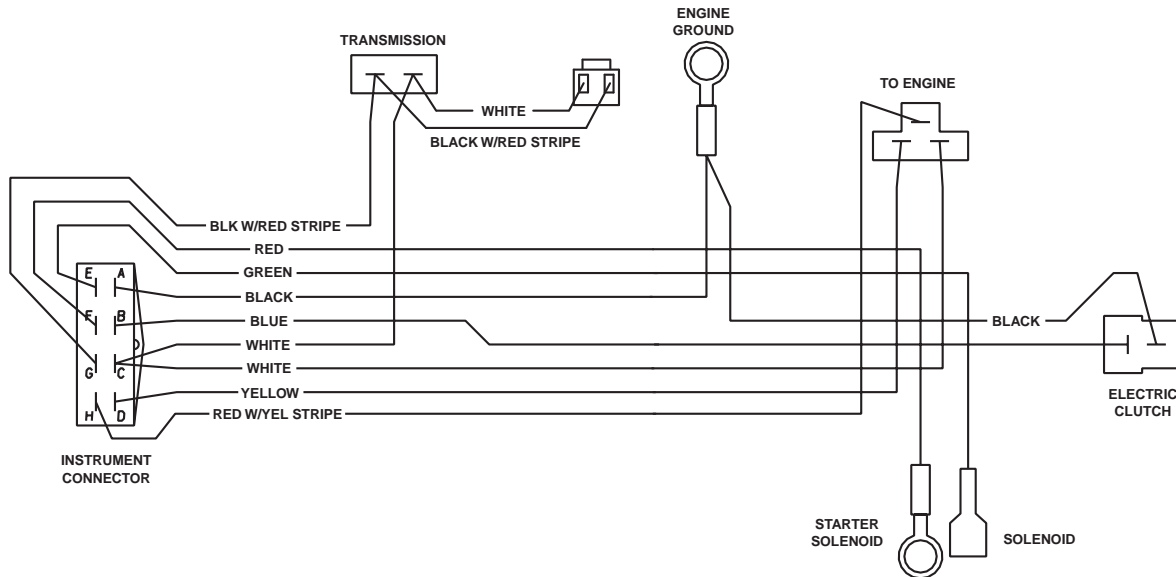 ENGINE
GROUND
TRANSMISSION
TO ENGINE
WHITE
BLACK W/RED STRIPE
BLK W/RED STRIPE
RED
GREEN
E A
BLACK
F B
BLUE
BLACK
WHITE
G C
WHITE
YELLOW
H D
RED W/YEL STRIPE
ELECTRIC
CLUTCH
INSTRUMENT
CONNECTOR
STARTER
SOLENOID
SOLENOID